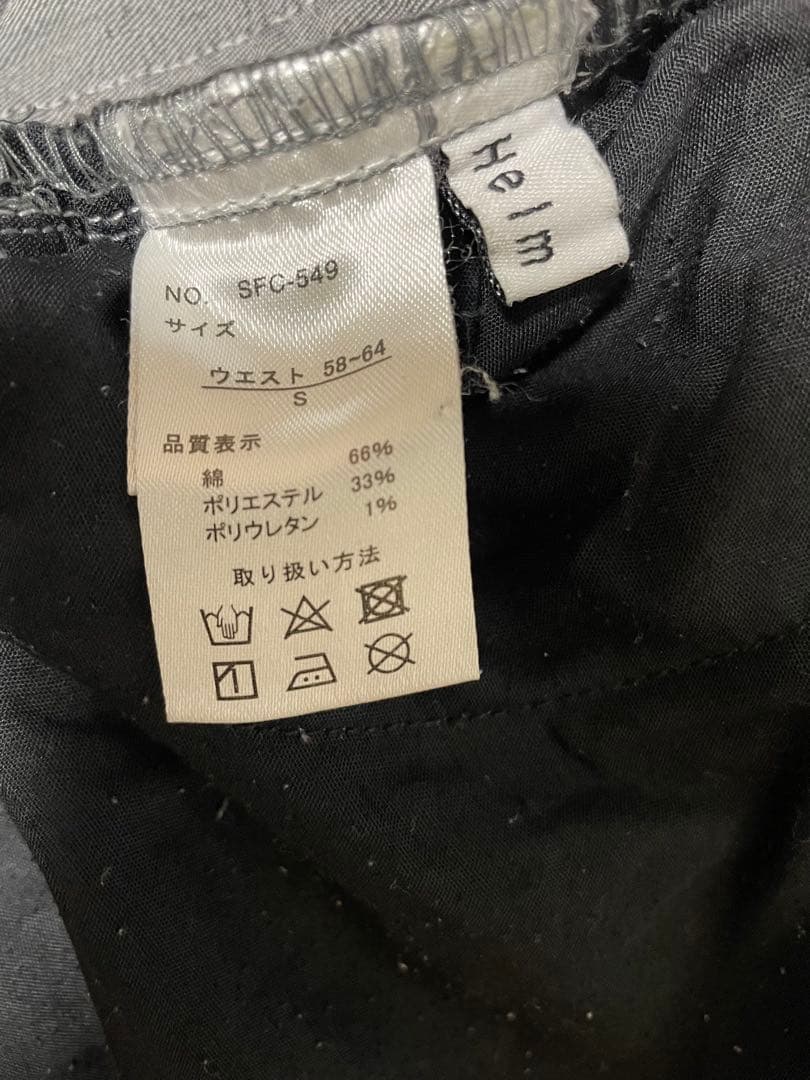 Helm
NO. SFC-549
サイズ
ウエスト 58~64
S
品質表示
綿 66%
ポリエステル 33%
ポリウレタン 1%
取り扱い方法